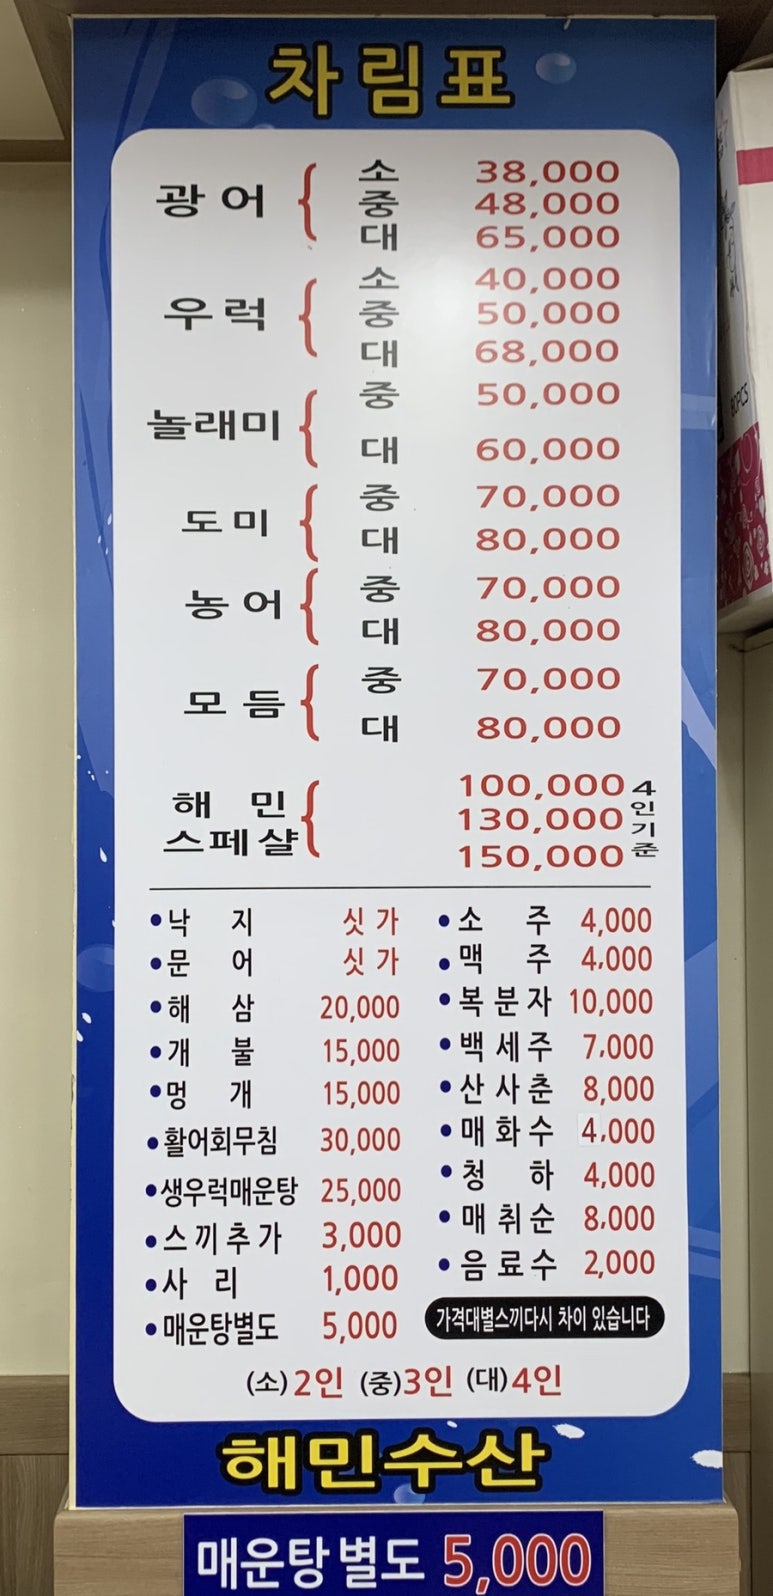 차림표
광어 소 38,000
중 48,000
대 65,000
우럭 소 40,000
중 50,000
대 68,000
놀래미 중 50,000
대 60,000
도미 중 70,000
대 80,000
농어 중 70,000
대 80,000
모듬 중 70,000
대 80,000
해민 스페샬 100,000
130,000
150,000
4인기준
•낙지 싯가
•문어 싯가
•해삼 20,000
•개불 15,000
•멍개 15,000
•활어회무침 30,000
•생우럭매운탕 25,000
•스끼추가 3,000
•사리 1,000
•매운탕별도 5,000
•소주 4,000
•맥주 4,000
•복분자 10,000
•백세주 7,000
•산사춘 8,000
•매화수 4,000
•청하 4,000
•매취순 8,000
•음료수 2,000
가격대별스끼다시 차이 있습니다
(소)2인 (중)3인 (대)4인
해민수산
매운탕별도 5,000
60PCS